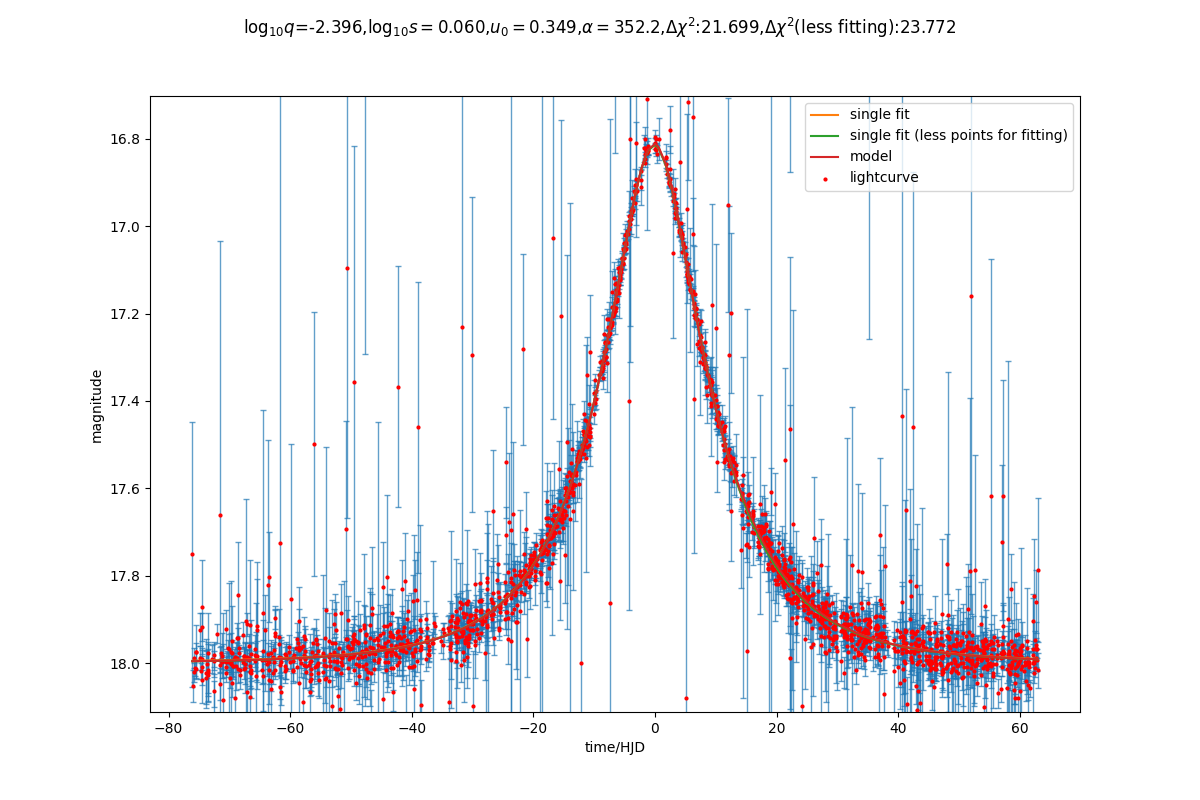 log₁₀q=-2.396,log₁₀s = 0.060,u₀ = 0.349,α = 352.2,Δχ²:21.699,Δχ²(less fitting):23.772
single fit
single fit (less points for fitting)
model
lightcurve
16.8
17.0
17.2
17.4
17.6
17.8
18.0
magnitude
−80
−60
−40
−20
0
20
40
60
time/HJD